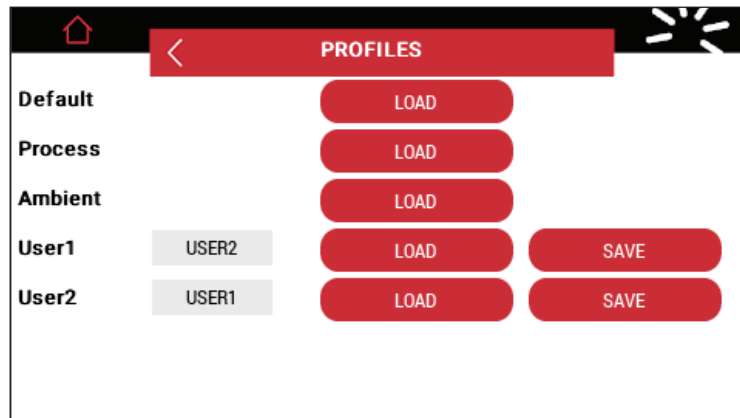 PROFILES
Default LOAD
Process LOAD
Ambient LOAD
User1 USER2 LOAD SAVE
User2 USER1 LOAD SAVE